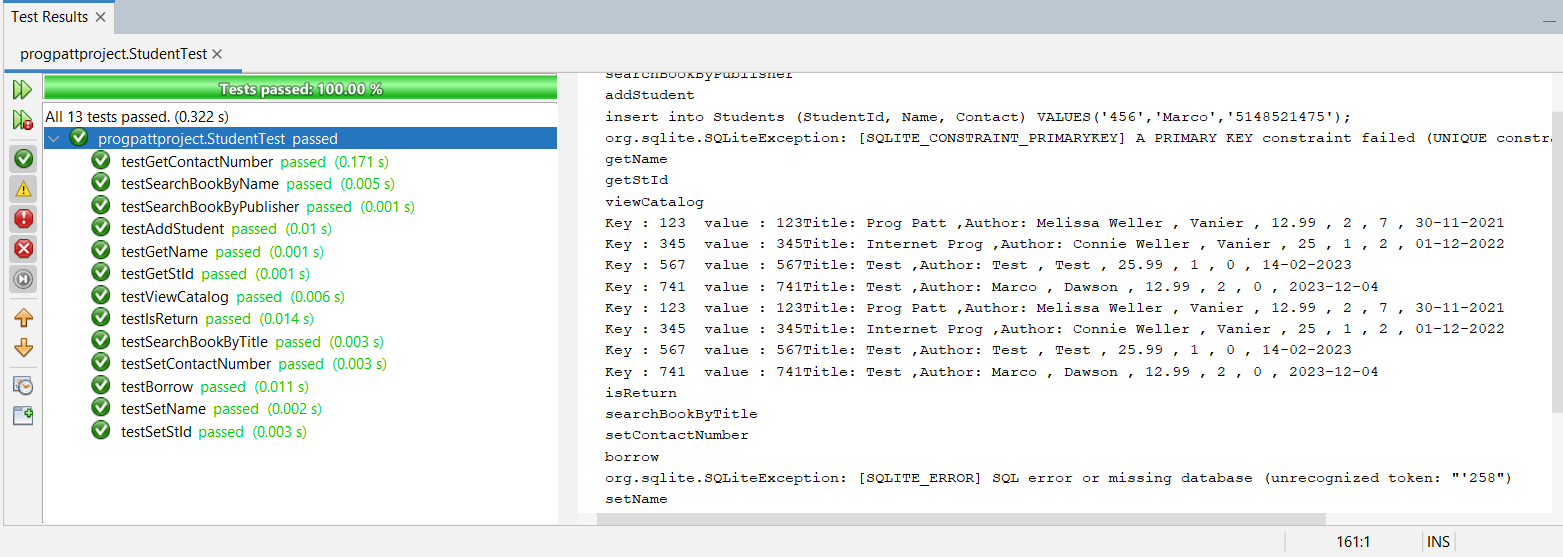 Test Results
progpattproject.StudentTest
Tests passed: 100.00 %
All 13 tests passed. (0.322 s)
progpattproject.StudentTest passed
testGetContactNumber passed (0.171 s)
testSearchBookByName passed (0.005 s)
testSearchBookByPublisher passed (0.001 s)
testAddStudent passed (0.01 s)
testGetName passed (0.001 s)
testGetStId passed (0.001 s)
testViewCatalog passed (0.006 s)
testIsReturn passed (0.014 s)
testSearchBookByTitle passed (0.003 s)
testSetContactNumber passed (0.003 s)
testBorrow passed (0.011 s)
testSetName passed (0.002 s)
testSetStId passed (0.003 s)
searchBookByPublisher
addStudent
insert into Students (StudentId, Name, Contact) VALUES('456','Marco','5148521475');
org.sqlite.SQLiteException: [SQLITE_CONSTRAINT_PRIMARYKEY] A PRIMARY KEY constraint failed (UNIQUE constra
getName
getStId
viewCatalog
Key : 123  value : 123Title: Prog Patt ,Author: Melissa Weller , Vanier , 12.99 , 2 , 7 , 30-11-2021
Key : 345  value : 345Title: Internet Prog ,Author: Connie Weller , Vanier , 25 , 1 , 2 , 01-12-2022
Key : 567  value : 567Title: Test ,Author: Test , Test , 25.99 , 1 , 0 , 14-02-2023
Key : 741  value : 741Title: Test ,Author: Marco , Dawson , 12.99 , 2 , 0 , 2023-12-04
Key : 123  value : 123Title: Prog Patt ,Author: Melissa Weller , Vanier , 12.99 , 2 , 7 , 30-11-2021
Key : 345  value : 345Title: Internet Prog ,Author: Connie Weller , Vanier , 25 , 1 , 2 , 01-12-2022
Key : 567  value : 567Title: Test ,Author: Test , Test , 25.99 , 1 , 0 , 14-02-2023
Key : 741  value : 741Title: Test ,Author: Marco , Dawson , 12.99 , 2 , 0 , 2023-12-04
isReturn
searchBookByTitle
setContactNumber
borrow
org.sqlite.SQLiteException: [SQLITE_ERROR] SQL error or missing database (unrecognized token: "'258")
setName
161:1 INS